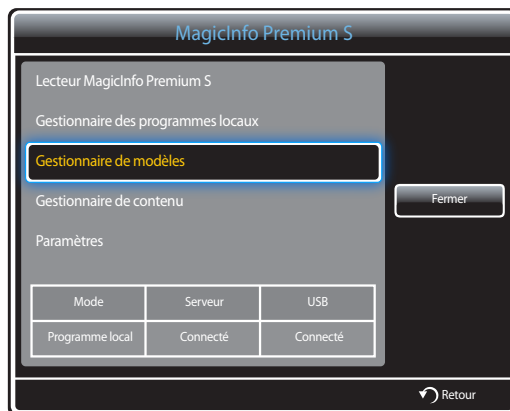 MagicInfo Premium S
Lecteur MagicInfo Premium S
Gestionnaire des programmes locaux
Gestionnaire de modèles
Gestionnaire de contenu
Fermer
Paramètres
Mode Serveur USB
Programme local Connecté Connecté
Retour